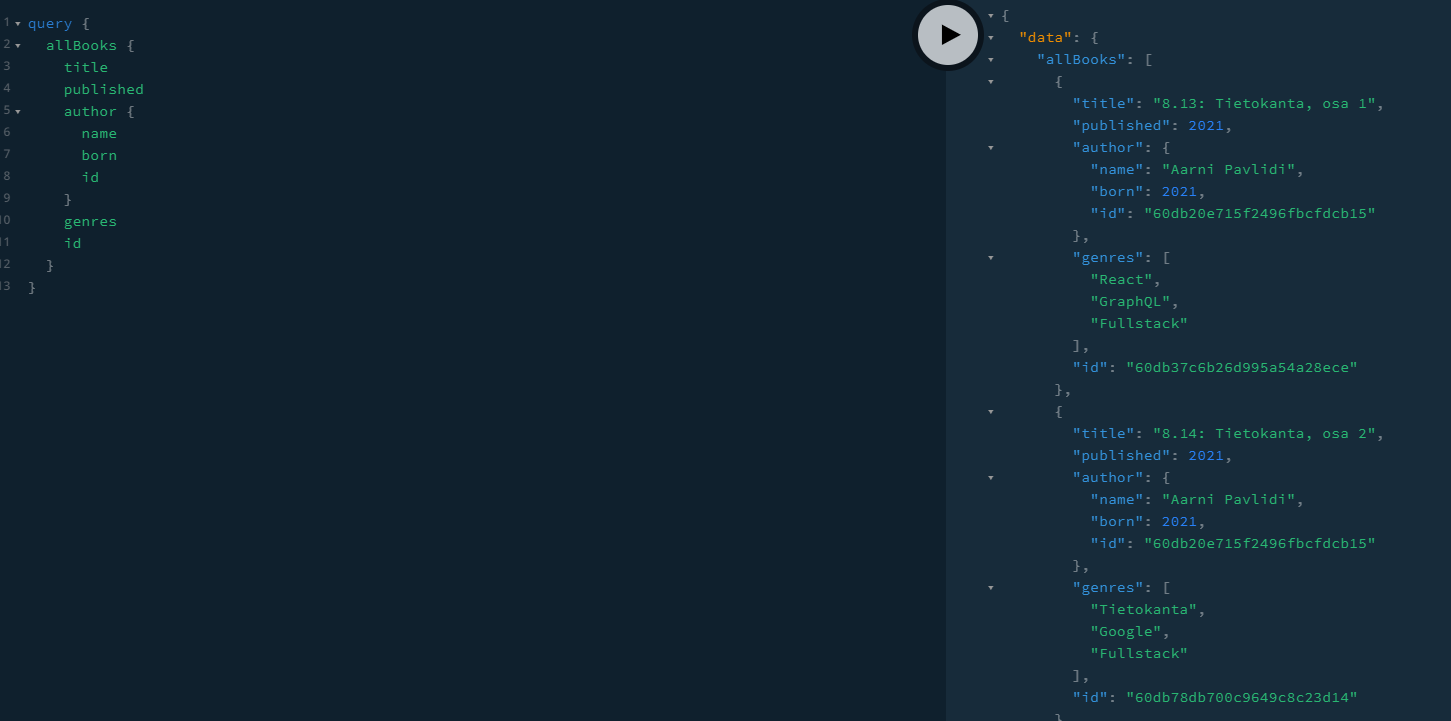 1 query {
2 allBooks {
3 title
4 published
5 author {
6 name
7 born
8 id
9 }
10 genres
11 id
12 }
13 }
{
"data": {
"allBooks": [
{
"title": "8.13: Tietokanta, osa 1",
"published": 2021,
"author": {
"name": "Aarni Pavlidi",
"born": 2021,
"id": "60db20e715f2496fbcfdcb15"
},
"genres": [
"React",
"GraphQL",
"Fullstack"
],
"id": "60db37c6b26d995a54a28ece"
},
{
"title": "8.14: Tietokanta, osa 2",
"published": 2021,
"author": {
"name": "Aarni Pavlidi",
"born": 2021,
"id": "60db20e715f2496fbcfdcb15"
},
"genres": [
"Tietokanta",
"Google",
"Fullstack"
],
"id": "60db78db700c9649c8c23d14"
}